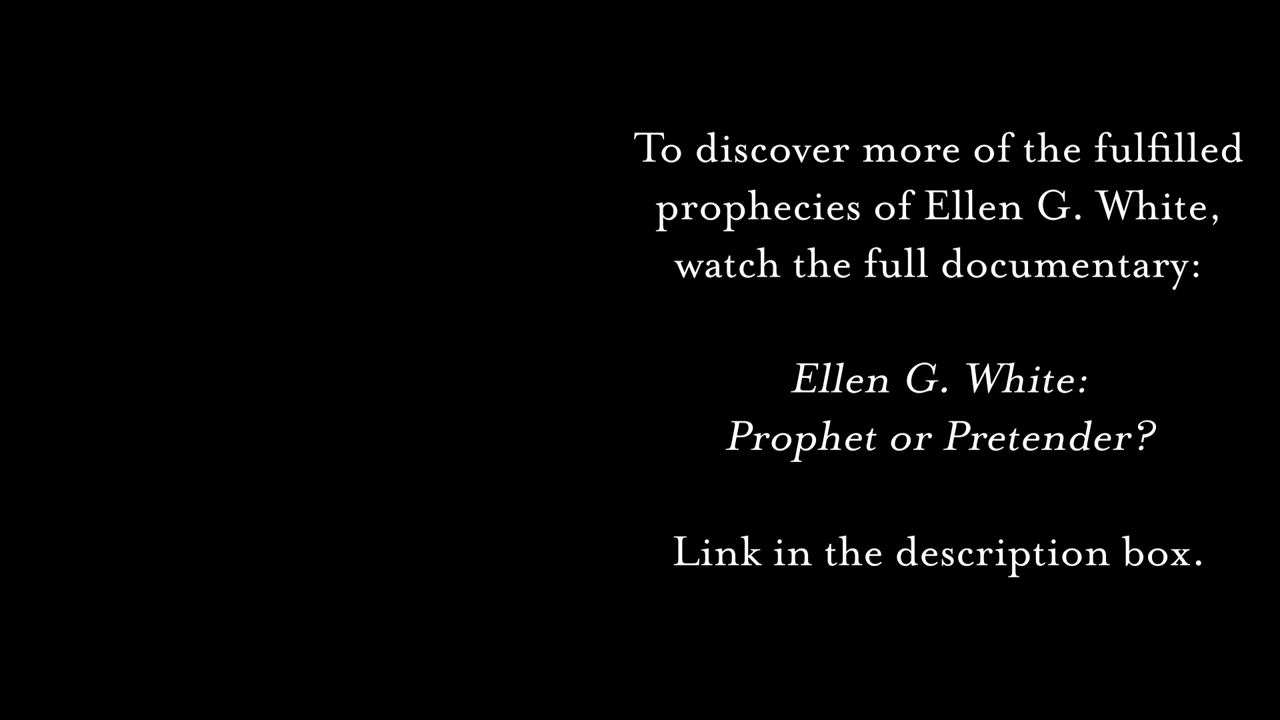 To discover more of the fulfilled
prophecies of Ellen G. White,
watch the full documentary:
Ellen G. White:
Prophet or Pretender?
Link in the description box.